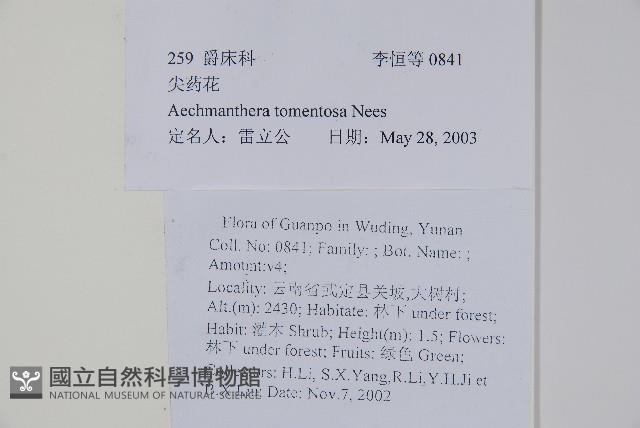 259 爵床科 李恒等 0841
尖药花
Aechmanthera tomentosa Nees
定名人：雷立公 日期：May 28, 2003
Flora of Guanpo in Wuding, Yunan
Coll. No: 0841; Family: ; Bot. Name: ;
Amount:v4;
Locality: 云南省武定县关坡,大树村;
Alt.(m): 2430; Habitate: 林下 under forest;
Habit: 灌木 Shrub; Height(m): 1.5; Flowers:
林下 under forest; Fruits: 绿色 Green;
H.Li, S.X.Yang,R.Li,Y.H.Ji et
Date: Nov.7, 2002
國立自然科學博物館
NATIONAL MUSEUM OF NATURAL SCIENCE